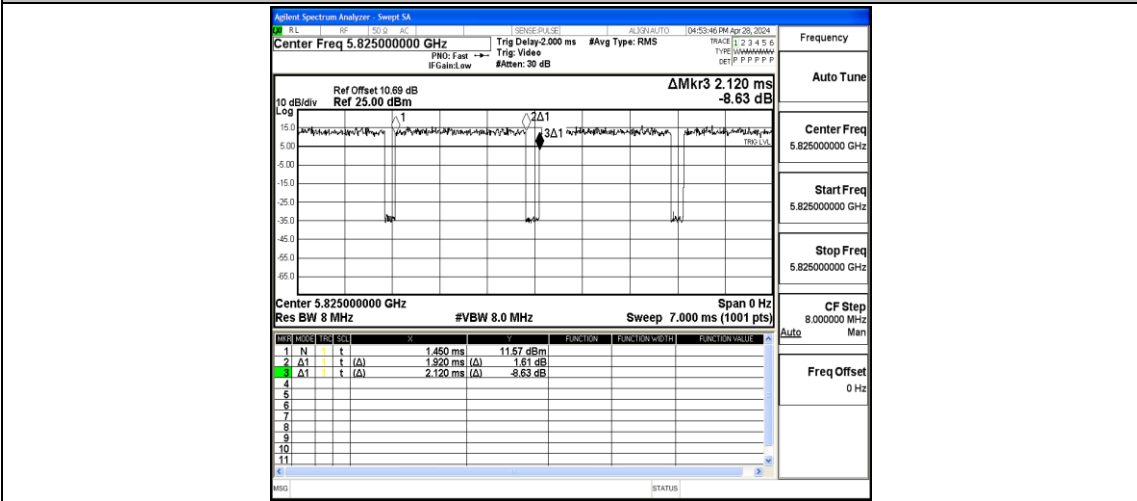 Agilent Spectrum Analyzer - Swept SA
RL RF 50 Ω AC SENSE:PULSE ALIGN AUTO 04:53:46 PM Apr 28, 2024
Center Freq 5.825000000 GHz
Trig Delay-2.000 ms #Avg Type: RMS
TRACE 1 2 3 4 5 6
PNO: Fast Trig: Video
TYPE WWWWWW
IFGain:Low #Atten: 30 dB
DET P P P P P P
ΔMkr3 2.120 ms
-8.63 dB
Ref Offset 10.69 dB
10 dB/div Ref 25.00 dBm
Log
15.0
5.00
-5.00
-15.0
-25.0
-35.0
-45.0
-55.0
-65.0
1
2Δ1
3Δ1
TRIG LVL
Center 5.825000000 GHz Span 0 Hz
Res BW 8 MHz #VBW 8.0 MHz Sweep 7.000 ms (1001 pts)
MKR MODE TRC SCL X Y FUNCTION FUNCTION WIDTH FUNCTION VALUE
1 N 1 t 1.450 ms 11.57 dBm
2 Δ1 1 t (Δ) 1.920 ms (Δ) 1.61 dB
3 Δ1 1 t (Δ) 2.120 ms (Δ) -8.63 dB
4
5
6
7
8
9
10
11
MSG STATUS
Frequency
Auto Tune
Center Freq
5.825000000 GHz
Start Freq
5.825000000 GHz
Stop Freq
5.825000000 GHz
CF Step
8.000000 MHz
Auto Man
Freq Offset
0 Hz